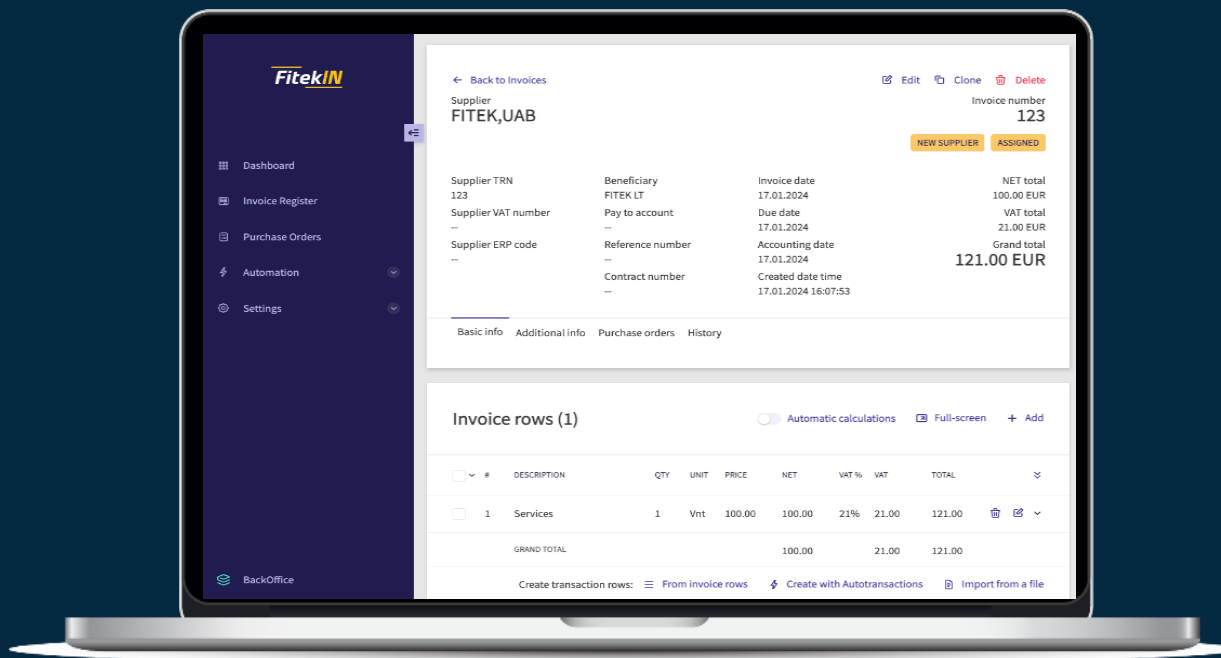 FitekIN
Dashboard
Invoice Register
Purchase Orders
Automation
Settings
BackOffice
Back to Invoices
Edit Clone Delete
Supplier
FITEK,UAB
Invoice number
123
NEW SUPPLIER ASSIGNED
Supplier TRN
123
Supplier VAT number
--
Supplier ERP code
--
Beneficiary
FITEK LT
Pay to account
--
Reference number
--
Contract number
--
Invoice date
17.01.2024
Due date
17.01.2024
Accounting date
17.01.2024
Created date time
17.01.2024 16:07:53
NET total
100.00 EUR
VAT total
21.00 EUR
Grand total
121.00 EUR
Basic info Additional info Purchase orders History
Invoice rows (1)
Automatic calculations Full-screen + Add
# DESCRIPTION QTY UNIT PRICE NET VAT % VAT TOTAL
1 Services 1 Vnt 100.00 100.00 21% 21.00 121.00
GRAND TOTAL 100.00 21.00 121.00
Create transaction rows: From invoice rows Create with Autotransactions Import from a file